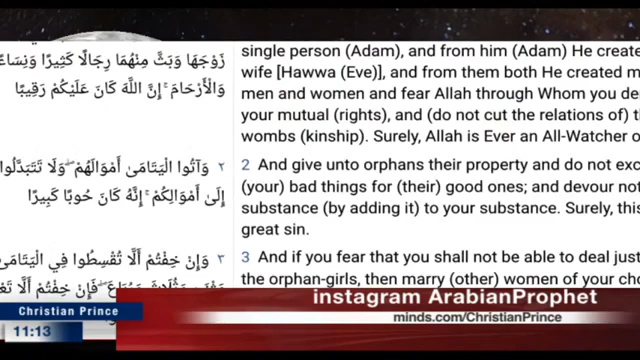 زَوْجَهَا وَبَثَّ مِنْهُمَا رِجَالًا كَثِيرًا وَنِسَا
وَالْأَرْحَامَ ۚ إِنَّ اللَّهَ كَانَ عَلَيْكُمْ رَقِيبًا
٢ وَآتُوا الْيَتَامَىٰ أَمْوَالَهُمْ ۖ وَلَا تَتَبَدَّلُوا
إِلَىٰ أَمْوَالِكُمْ ۚ إِنَّهُ كَانَ حُوبًا كَبِيرًا
٣ وَإِنْ خِفْتُمْ أَلَّا تُقْسِطُوا فِي الْيَتَامَىٰ
فَإِنْ خِفْتُمْ أَلَّا
single person (Adam), and from him (Adam) He create
wife [Hawwa (Eve)], and from them both He created m
men and women and fear Allah through Whom you de
your mutual (rights), and (do not cut the relations of) t
wombs (kinship). Surely, Allah is Ever an All-Watcher o
2 And give unto orphans their property and do not exc
(your) bad things for (their) good ones; and devour not
substance (by adding it) to your substance. Surely, this
great sin.
3 And if you fear that you shall not be able to deal just
the orphan-girls, then marry (other) women of your cho
instagram ArabianProphet
minds.com/ChristianPrince
Christian Prince
11:13